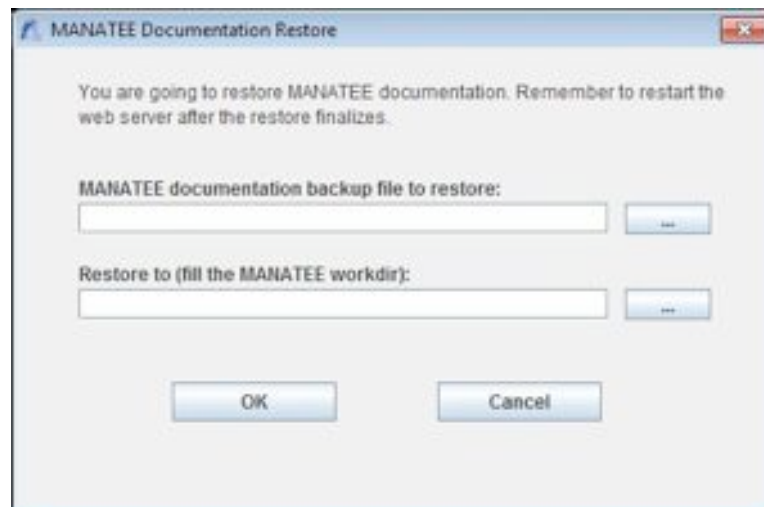 MANATEE Documentation Restore
You are going to restore MANATEE documentation. Remember to restart the
web server after the restore finalizes.
MANATEE documentation backup file to restore:
...
Restore to (fill the MANATEE workdir):
...
OK
Cancel